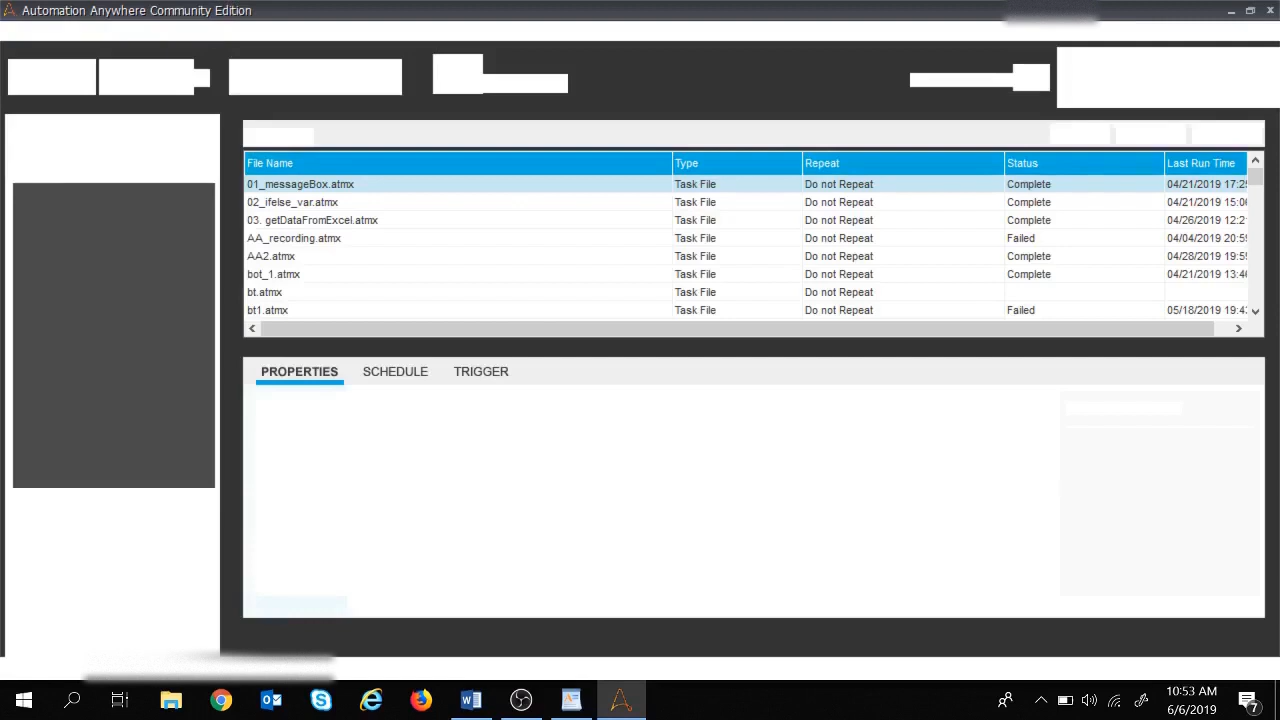 Automation Anywhere Community Edition
File Name Type Repeat Status Last Run Time
01_messageBox.atmx Task File Do not Repeat Complete 04/21/2019 17:25
02_ifelse_var.atmx Task File Do not Repeat Complete 04/21/2019 15:06
03. getDataFromExcel.atmx Task File Do not Repeat Complete 04/26/2019 12:2
AA_recording.atmx Task File Do not Repeat Failed 04/04/2019 20:5
AA2.atmx Task File Do not Repeat Complete 04/28/2019 19:5
bot_1.atmx Task File Do not Repeat Complete 04/21/2019 13:4
bt.atmx Task File Do not Repeat
bt1.atmx Task File Do not Repeat Failed 05/18/2019 19:4
PROPERTIES SCHEDULE TRIGGER
10:53 AM
6/6/2019
7